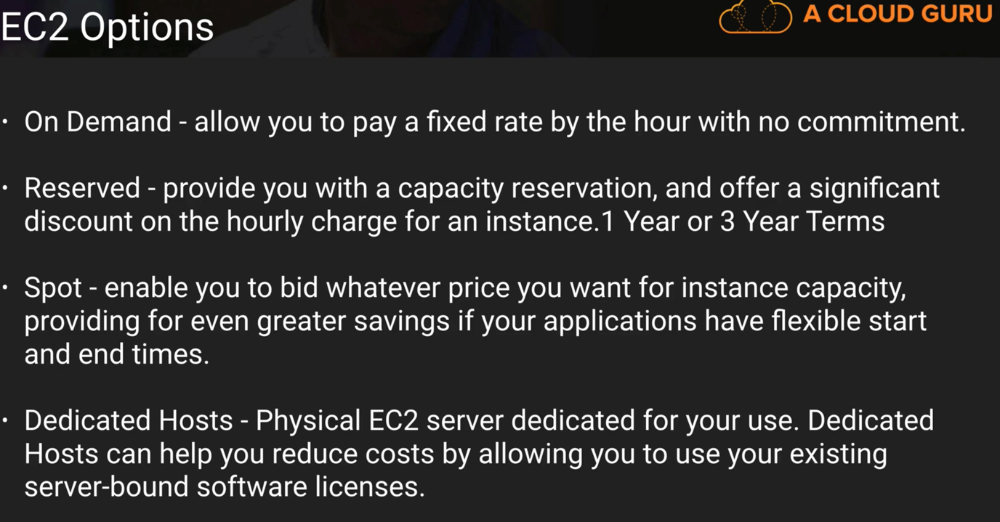 EC2 Options
A CLOUD GURU
· On Demand - allow you to pay a fixed rate by the hour with no commitment.
· Reserved - provide you with a capacity reservation, and offer a significant
discount on the hourly charge for an instance.1 Year or 3 Year Terms
· Spot - enable you to bid whatever price you want for instance capacity,
providing for even greater savings if your applications have flexible start
and end times.
· Dedicated Hosts - Physical EC2 server dedicated for your use. Dedicated
Hosts can help you reduce costs by allowing you to use your existing
server-bound software licenses.